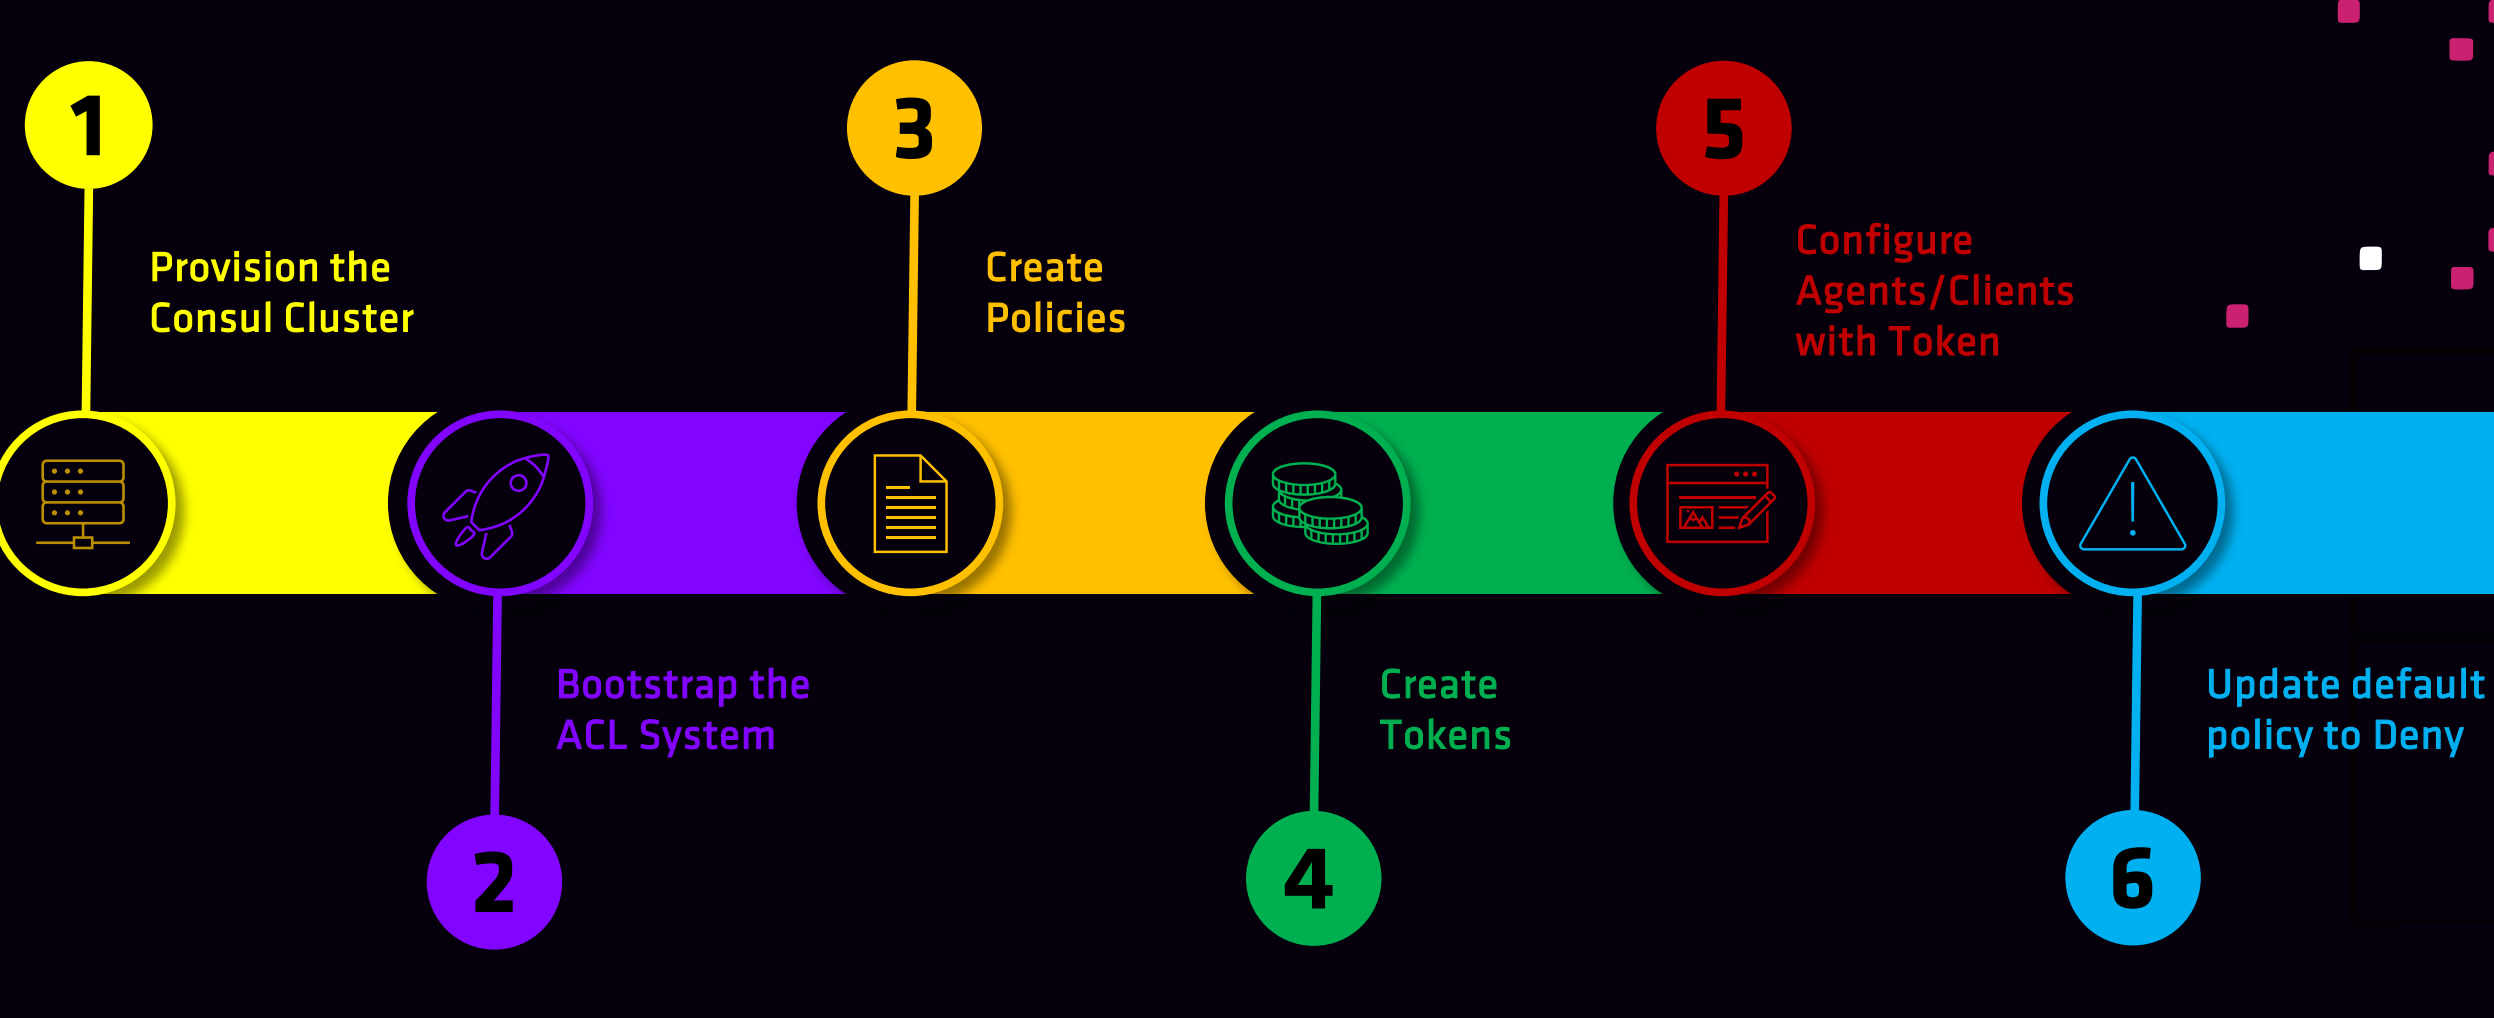 1
Provision the
Consul Cluster
2
Bootstrap the
ACL System
3
Create
Policies
4
Create
Tokens
5
Configure
Agents/Clients
with Token
6
Update default
policy to Deny